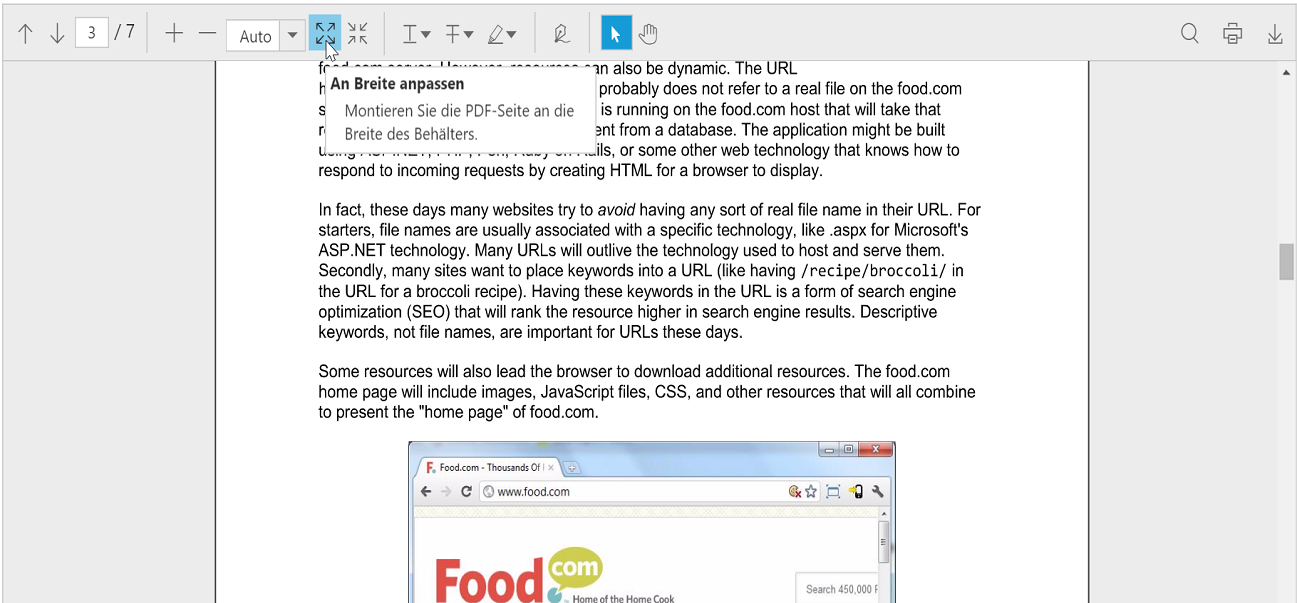 3 / 7
Auto
food.com server. However, resources can also be dynamic. The URL
An Breite anpassen
probably does not refer to a real file on the food.com
Montieren Sie die PDF-Seite an die
is running on the food.com host that will take that
Breite des Behälters.
from a database. The application might be built
using ASP.NET, PHP, Perl, Ruby on Rails, or some other web technology that knows how to
respond to incoming requests by creating HTML for a browser to display.
In fact, these days many websites try to avoid having any sort of real file name in their URL. For
starters, file names are usually associated with a specific technology, like .aspx for Microsoft's
ASP.NET technology. Many URLs will outlive the technology used to host and serve them.
Secondly, many sites want to place keywords into a URL (like having /recipe/broccoli/ in
the URL for a broccoli recipe). Having these keywords in the URL is a form of search engine
optimization (SEO) that will rank the resource higher in search engine results. Descriptive
keywords, not file names, are important for URLs these days.
Some resources will also lead the browser to download additional resources. The food.com
home page will include images, JavaScript files, CSS, and other resources that will all combine
to present the "home page" of food.com.
F. Food.com - Thousands Of
www.food.com
Food.com
Home of the Home Cook
Search 450,000